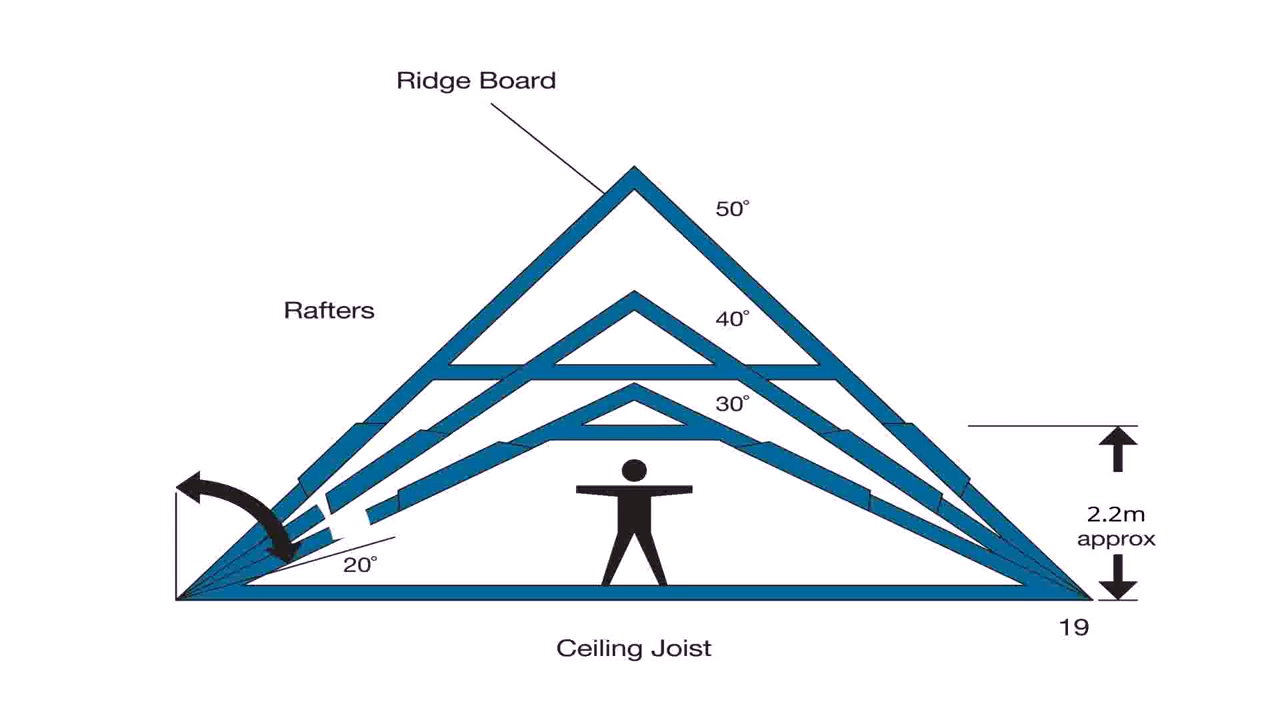 Ridge Board
50°
Rafters
40°
30°
2.2m
approx
20°
19
Ceiling Joist